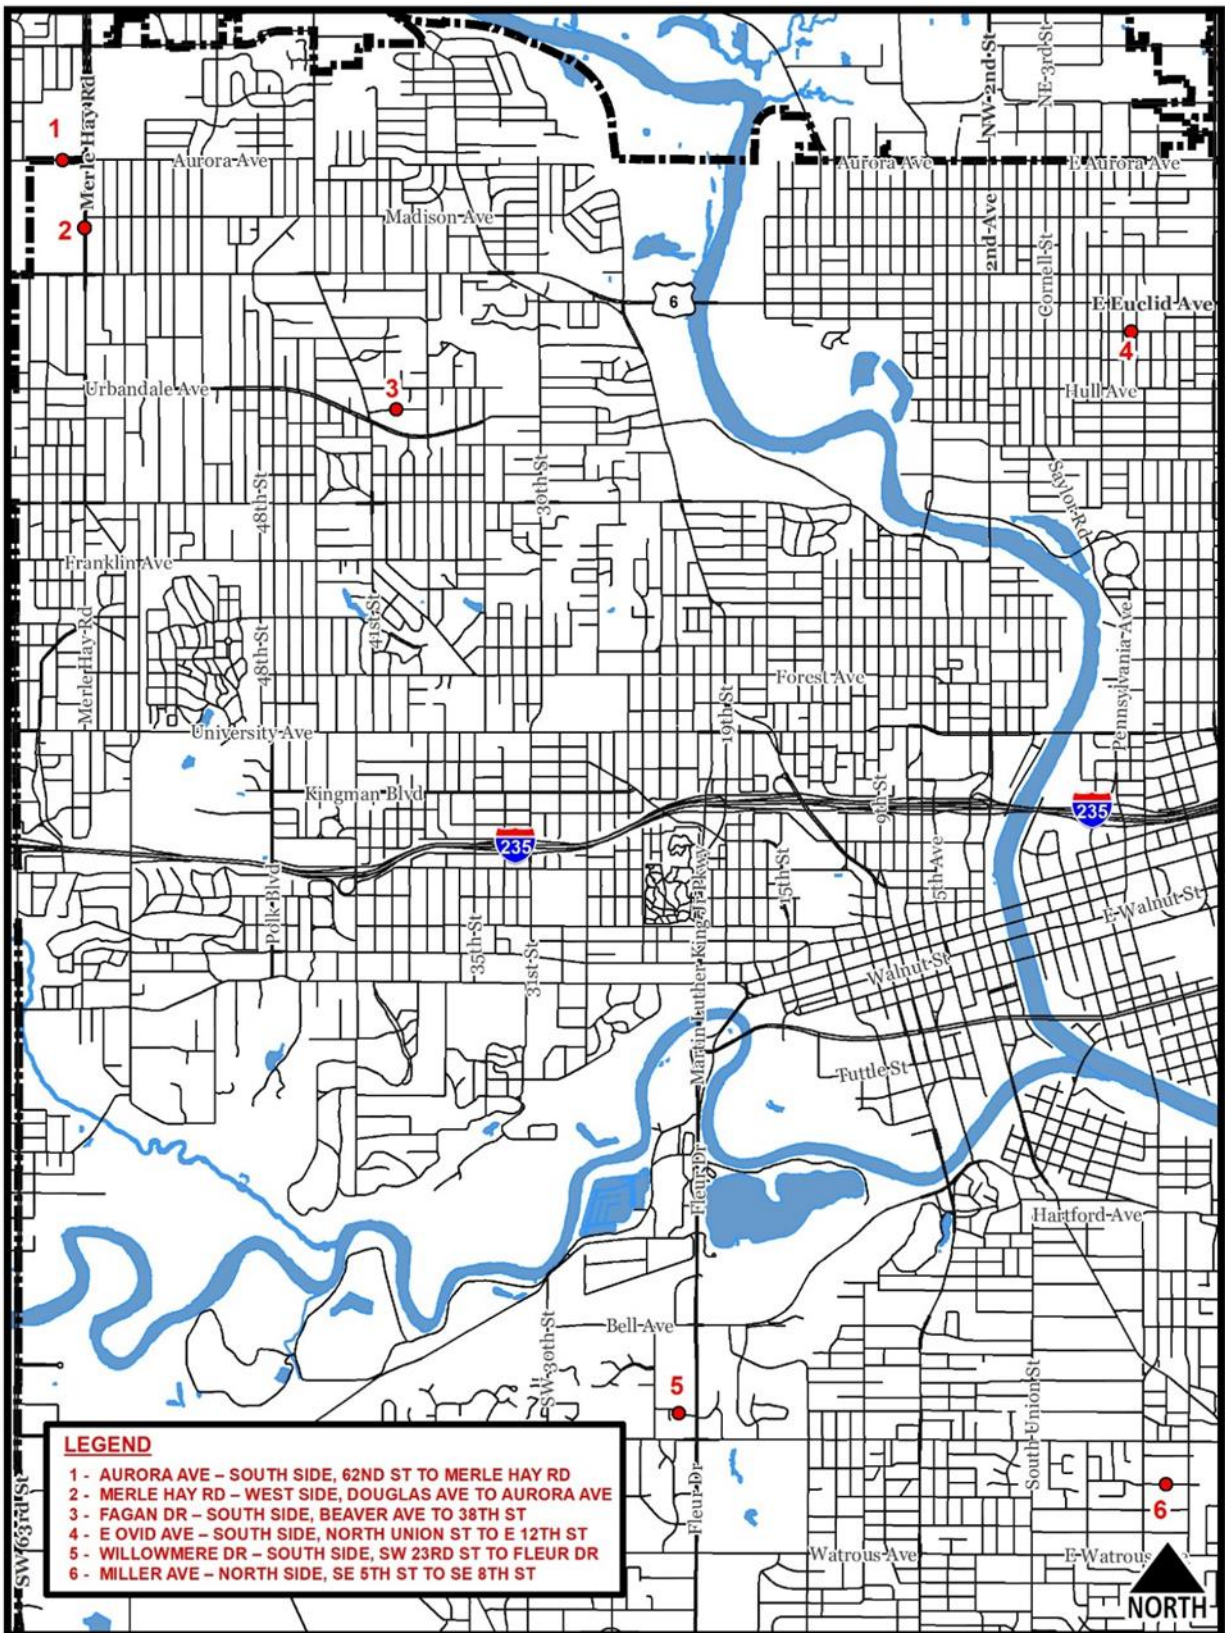 NW 2nd St
NE 3rd St
Merle Hay Rd
1
Aurora Ave
Aurora Ave
E Aurora Ave
Madison Ave
2
2nd Ave
Cornell St
6
E Euclid Ave
4
3
Urbandale Ave
Hull Ave
48th St
30th St
Saylor Rd
Franklin Ave
Merle Hay Rd
48th St
41st St
Pennsylvania Ave
Forest Ave
19th St
University Ave
Kingman Blvd
9th St
235
235
Polk Blvd
35th St
31st St
Martin Luther King Jr Pkwy
15th St
5th Ave
E Walnut St
Walnut St
Tuttle St
Fleur Dr
Hartford Ave
SW 30th St
Bell Ave
5
South Union St
SW 63rd St
Fleur Dr
6
Watrous Ave
E Watrous
NORTH
LEGEND
1 - AURORA AVE – SOUTH SIDE, 62ND ST TO MERLE HAY RD
2 - MERLE HAY RD – WEST SIDE, DOUGLAS AVE TO AURORA AVE
3 - FAGAN DR – SOUTH SIDE, BEAVER AVE TO 38TH ST
4 - E OVID AVE – SOUTH SIDE, NORTH UNION ST TO E 12TH ST
5 - WILLOWMERE DR – SOUTH SIDE, SW 23RD ST TO FLEUR DR
6 - MILLER AVE – NORTH SIDE, SE 5TH ST TO SE 8TH ST